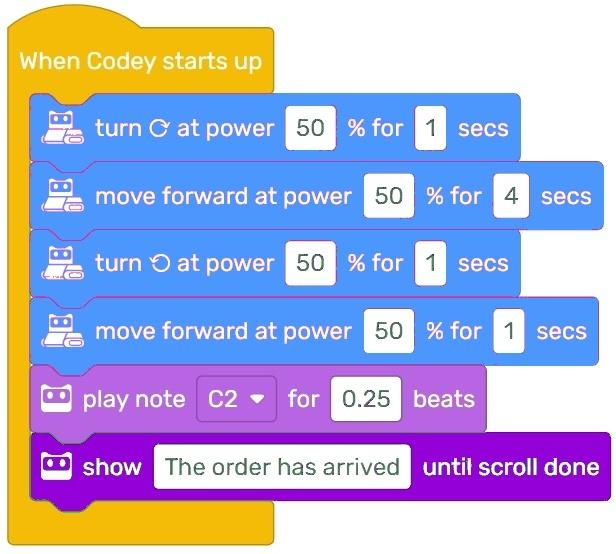 When Codey starts up
turn ↻ at power 50 % for 1 secs
move forward at power 50 % for 4 secs
turn ↺ at power 50 % for 1 secs
move forward at power 50 % for 1 secs
play note C2 for 0.25 beats
show The order has arrived until scroll done